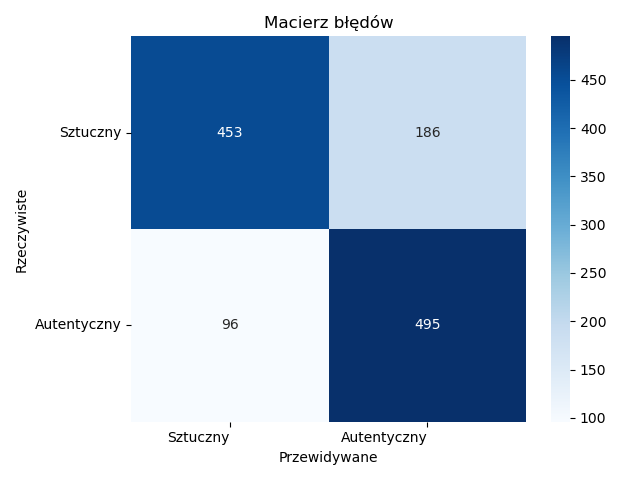 Macierz błędów
Sztuczny
453
186
Rzeczywiste
Autentyczny
96
495
Sztuczny
Autentyczny
Przewidywane
450
400
350
300
250
200
150
100